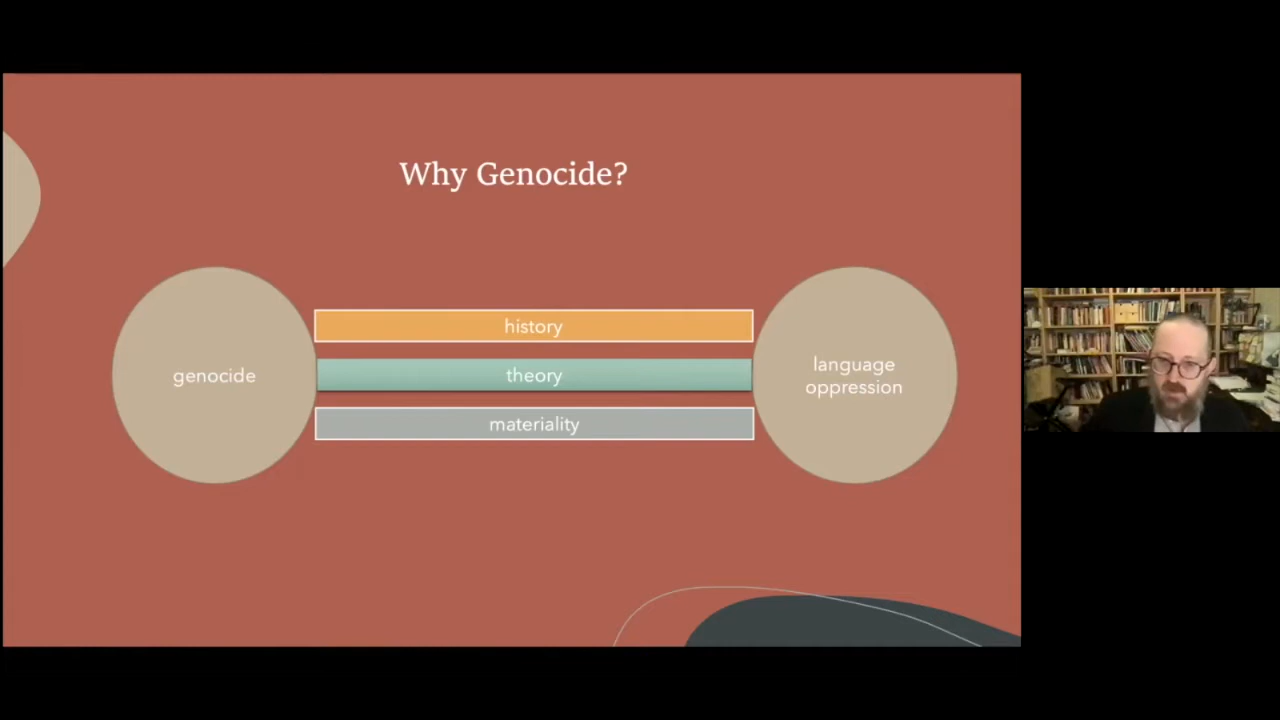 Why Genocide?
history
genocide
theory
language
oppression
materiality